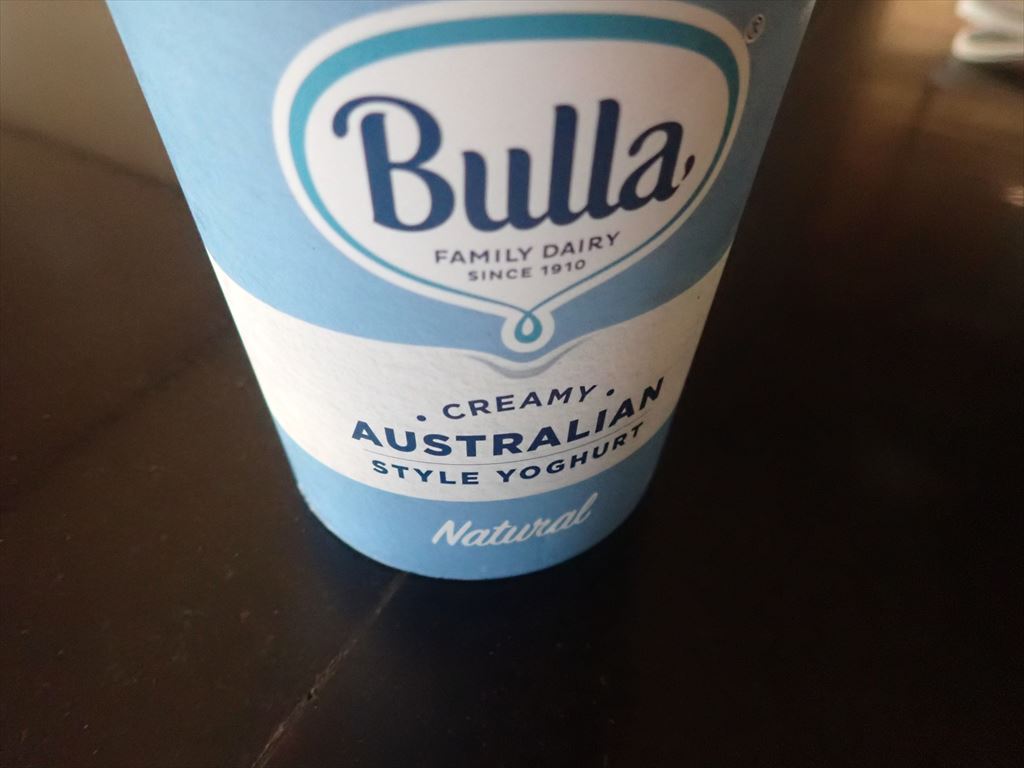 Bulla
FAMILY DAIRY
SINCE 1910
• CREAMY •
AUSTRALIAN
STYLE YOGHURT
Natural